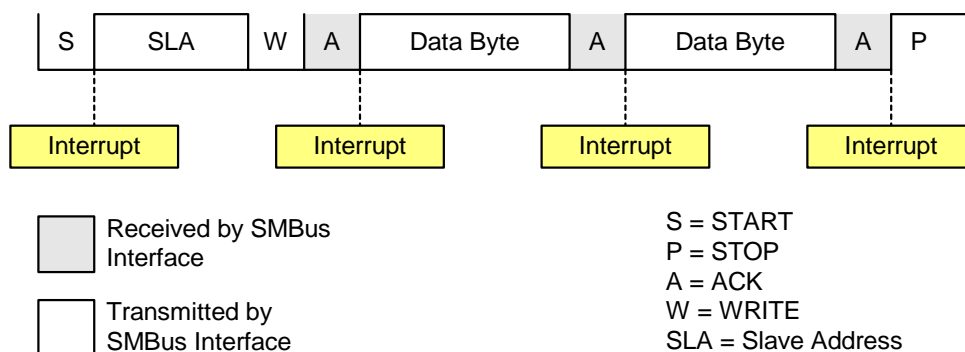 S SLA W A Data Byte A Data Byte A P
Interrupt Interrupt Interrupt Interrupt
Received by SMBus
Interface
Transmitted by
SMBus Interface
S = START
P = STOP
A = ACK
W = WRITE
SLA = Slave Address